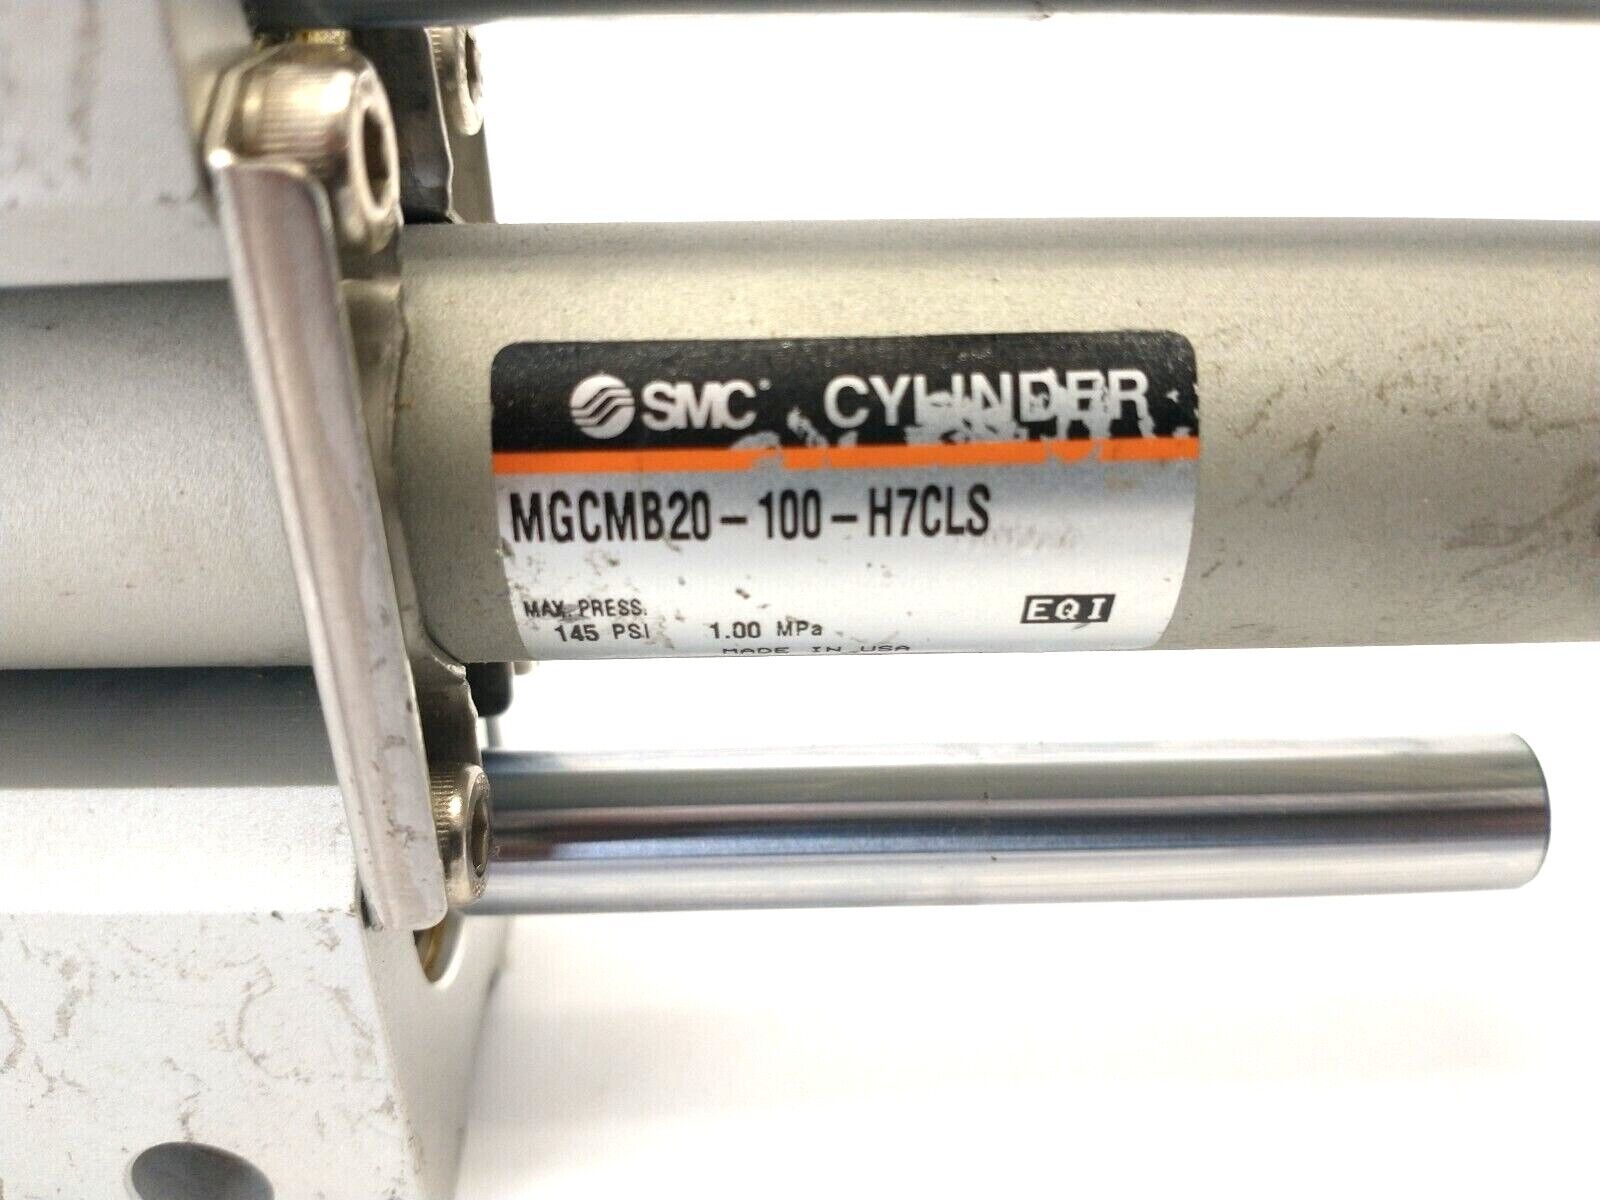 SMC CYLINDER
MGCMB20-100-H7CLS
MAX. PRESS.
145 PSI 1.00 MPa
EQI
MADE IN USA